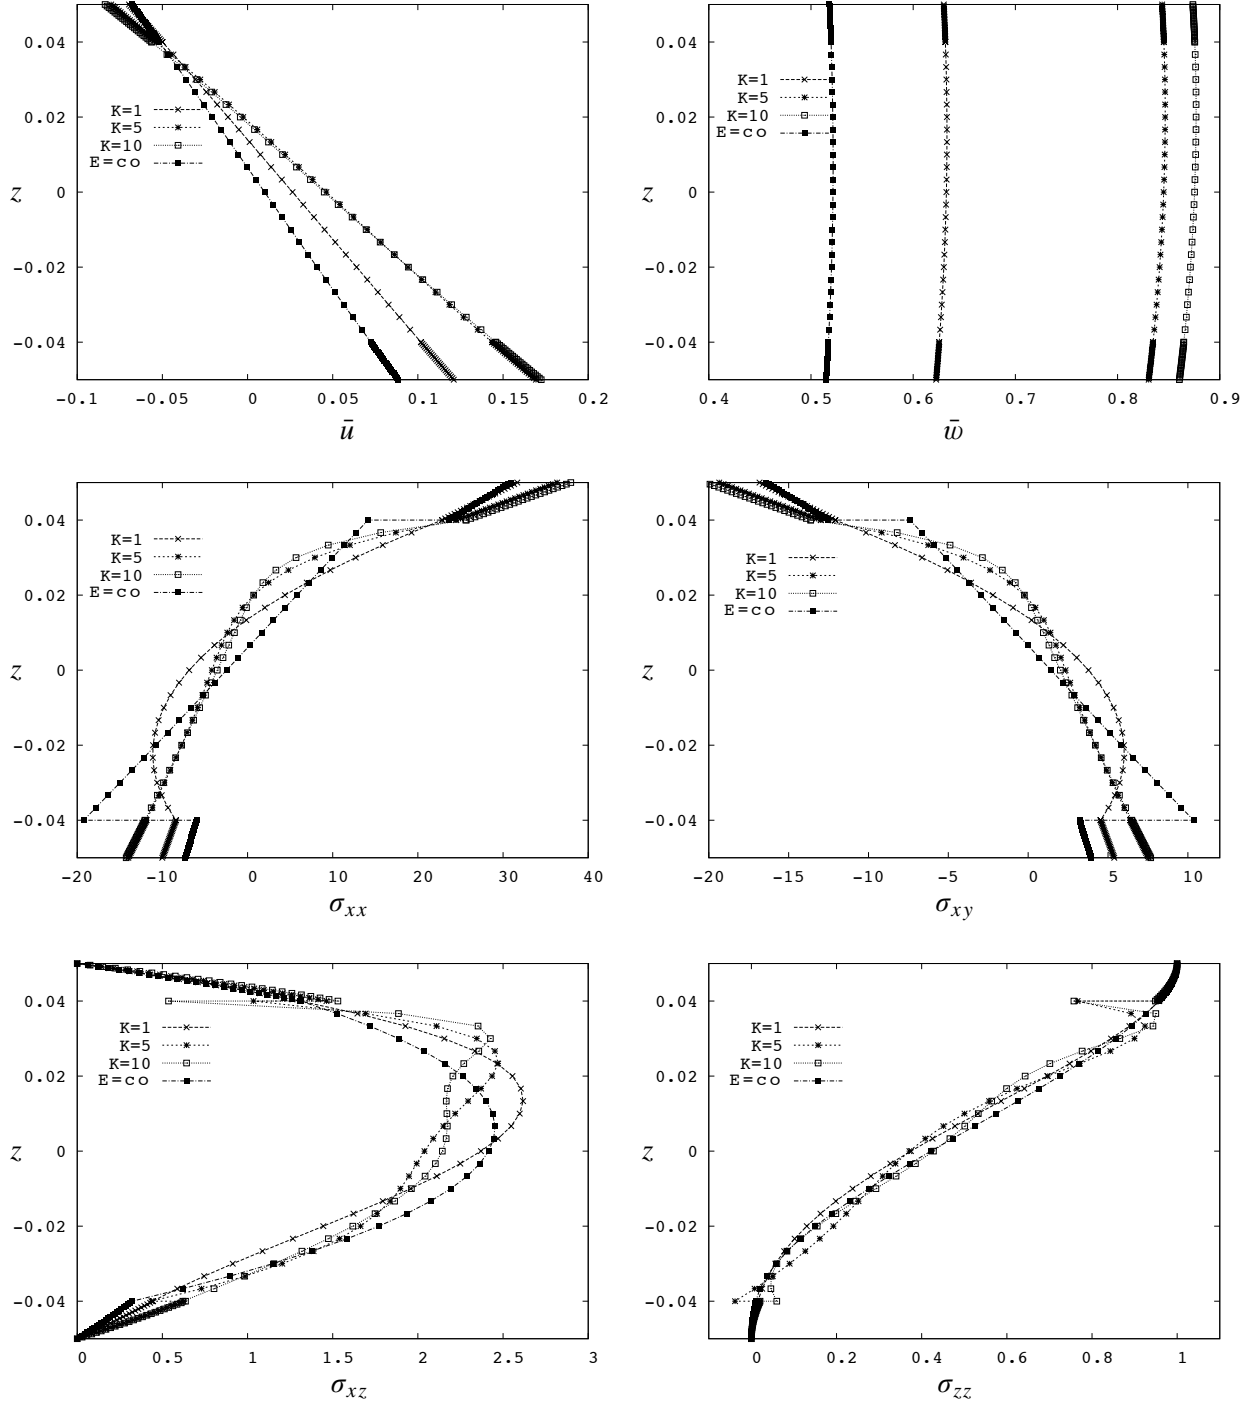 0.04
0.02
0
-0.02
-0.04
z
K=1
K=5
K=10
E=co
-0.1 -0.05 0 0.05 0.1 0.15 0.2
ū
0.04
0.02
0
-0.02
-0.04
z
K=1
K=5
K=10
E=co
0.4 0.5 0.6 0.7 0.8 0.9
w̄
0.04
0.02
0
-0.02
-0.04
z
K=1
K=5
K=10
E=co
-20 -10 0 10 20 30 40
σxx
0.04
0.02
0
-0.02
-0.04
z
K=1
K=5
K=10
E=co
-20 -15 -10 -5 0 5 10
σxy
0.04
0.02
0
-0.02
-0.04
z
K=1
K=5
K=10
E=co
0 0.5 1 1.5 2 2.5 3
σxz
0.04
0.02
0
-0.02
-0.04
z
K=1
K=5
K=10
E=co
0 0.2 0.4 0.6 0.8 1
σzz